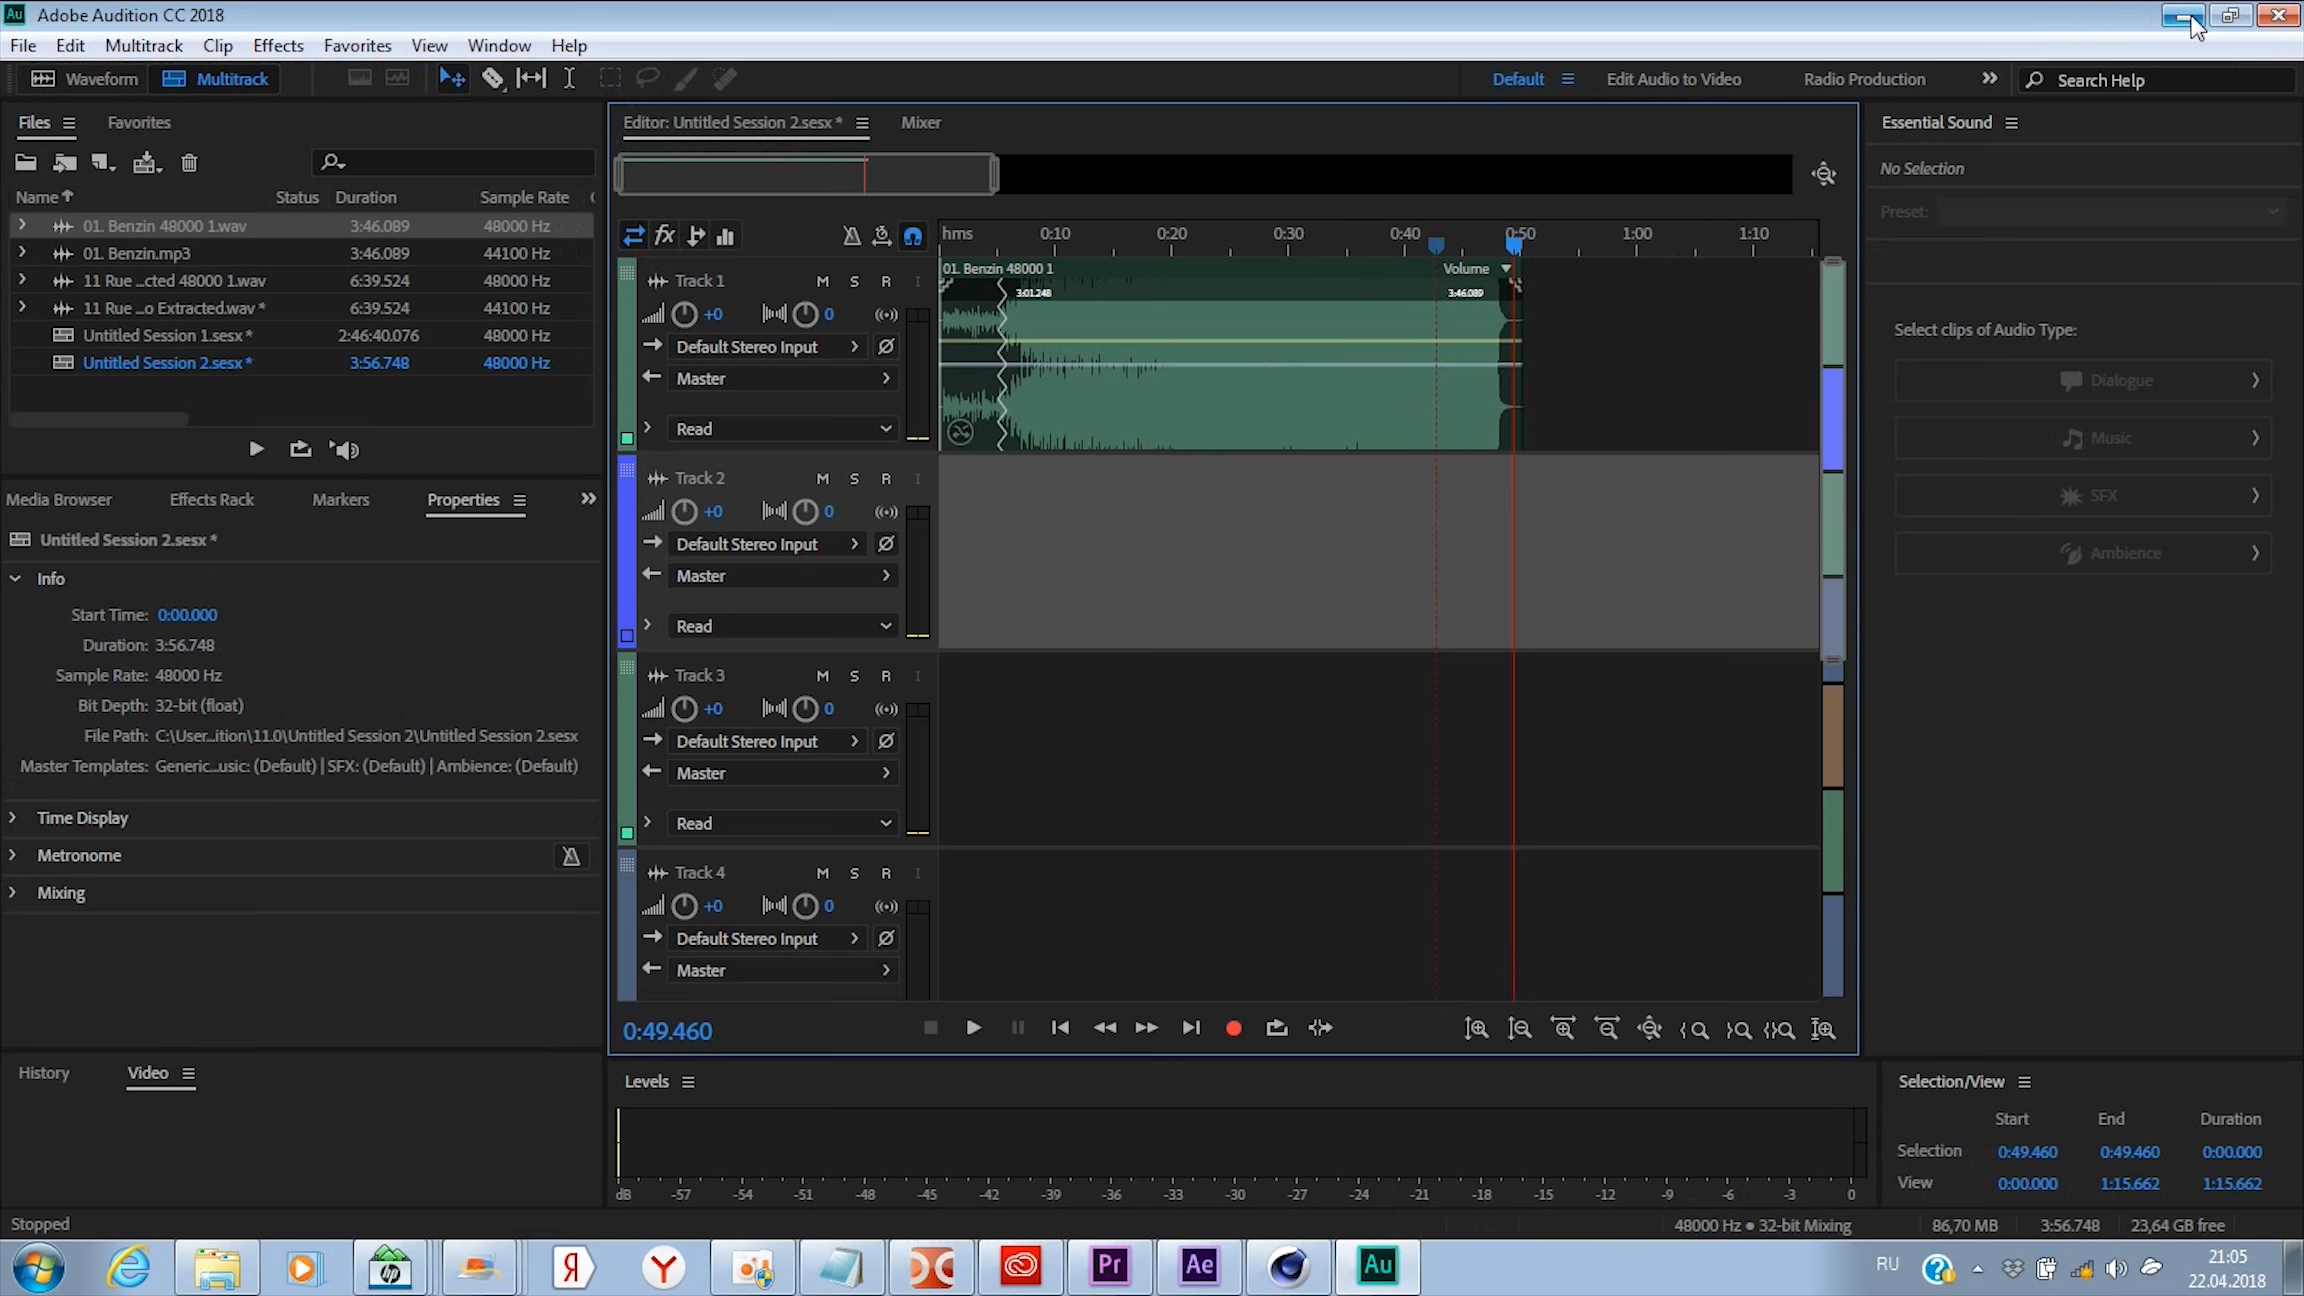 Au Adobe Audition CC 2018
File Edit Multitrack Clip Effects Favorites View Window Help
Waveform Multitrack Default Edit Audio to Video Radio Production Search Help
Files Favorites
Name Status Duration Sample Rate
01. Benzin 48000 1.wav 3:46.089 48000 Hz
01. Benzin.mp3 3:46.089 44100 Hz
11 Rue ...cted 48000 1.wav 6:39.524 48000 Hz
11 Rue ...o Extracted.wav * 6:39.524 44100 Hz
Untitled Session 1.sesx * 2:46:40.076 48000 Hz
Untitled Session 2.sesx * 3:56.748 48000 Hz
Media Browser Effects Rack Markers Properties
Untitled Session 2.sesx *
Info
Start Time: 0:00.000
Duration: 3:56.748
Sample Rate: 48000 Hz
Bit Depth: 32-bit (float)
File Path: C:\User...ition\11.0\Untitled Session 2\Untitled Session 2.sesx
Master Templates: Generic...usic: (Default) | SFX: (Default) | Ambience: (Default)
Time Display
Metronome
Mixing
History Video
Editor: Untitled Session 2.sesx * Mixer
fx
hms 0:10 0:20 0:30 0:40 0:50 1:00 1:10
Track 1 M S R I
+0 0
Default Stereo Input
Master
Read
01. Benzin 48000 1 Volume
3:01.248 3:46.089
Track 2 M S R I
+0 0
Default Stereo Input
Master
Read
Track 3 M S R I
+0 0
Default Stereo Input
Master
Read
Track 4 M S R I
+0 0
Default Stereo Input
Master
0:49.460
Levels
dB -57 -54 -51 -48 -45 -42 -39 -36 -33 -30 -27 -24 -21 -18 -15 -12 -9 -6 -3 0
Essential Sound
No Selection
Preset:
Select clips of Audio Type:
Dialogue
Music
SFX
Ambience
Selection/View
Start End Duration
Selection 0:49.460 0:49.460 0:00.000
View 0:00.000 1:15.662 1:15.662
Stopped 48000 Hz ● 32-bit Mixing 86,70 MB 3:56.748 23,64 GB free
hp Я Y Pr Ae Au RU 21:05
22.04.2018